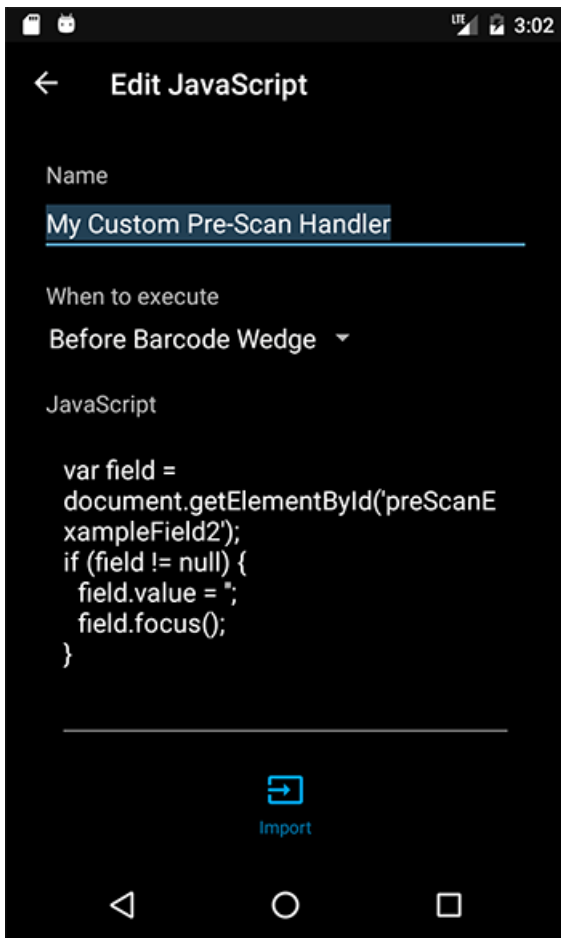 LTE 3:02
Edit JavaScript
Name
My Custom Pre-Scan Handler
When to execute
Before Barcode Wedge
JavaScript
var field =
document.getElementById('preScanE
xampleField2');
if (field != null) {
field.value = '';
field.focus();
}
Import